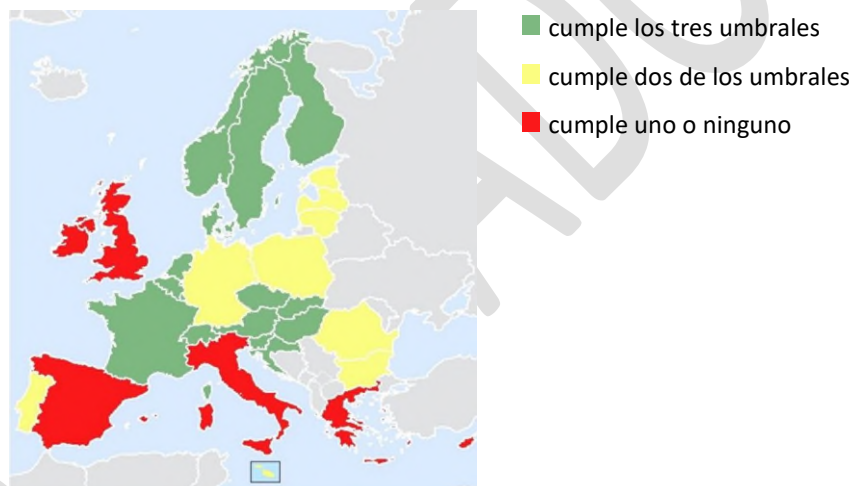 cumple los tres umbrales
cumple dos de los umbrales
cumple uno o ninguno